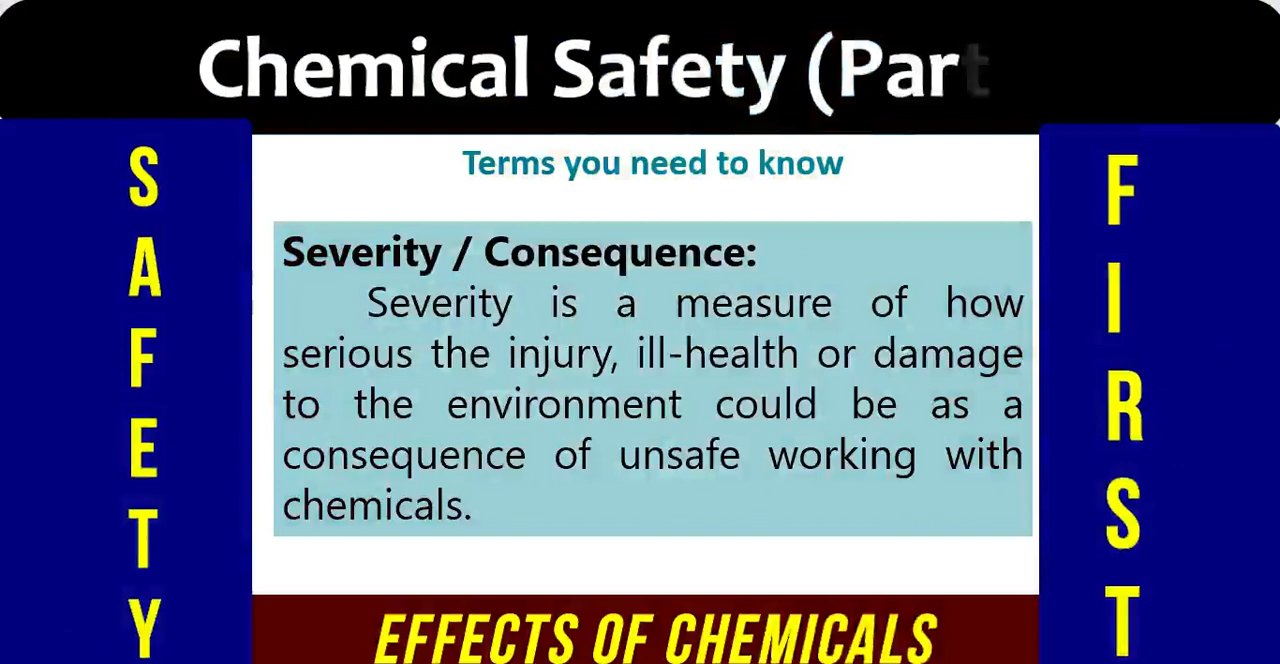 Chemical Safety (Part
Terms you need to know
SAFETY
FIRST
Severity / Consequence:
Severity is a measure of how
serious the injury, ill-health or damage
to the environment could be as a
consequence of unsafe working with
chemicals.
EFFECTS OF CHEMICALS